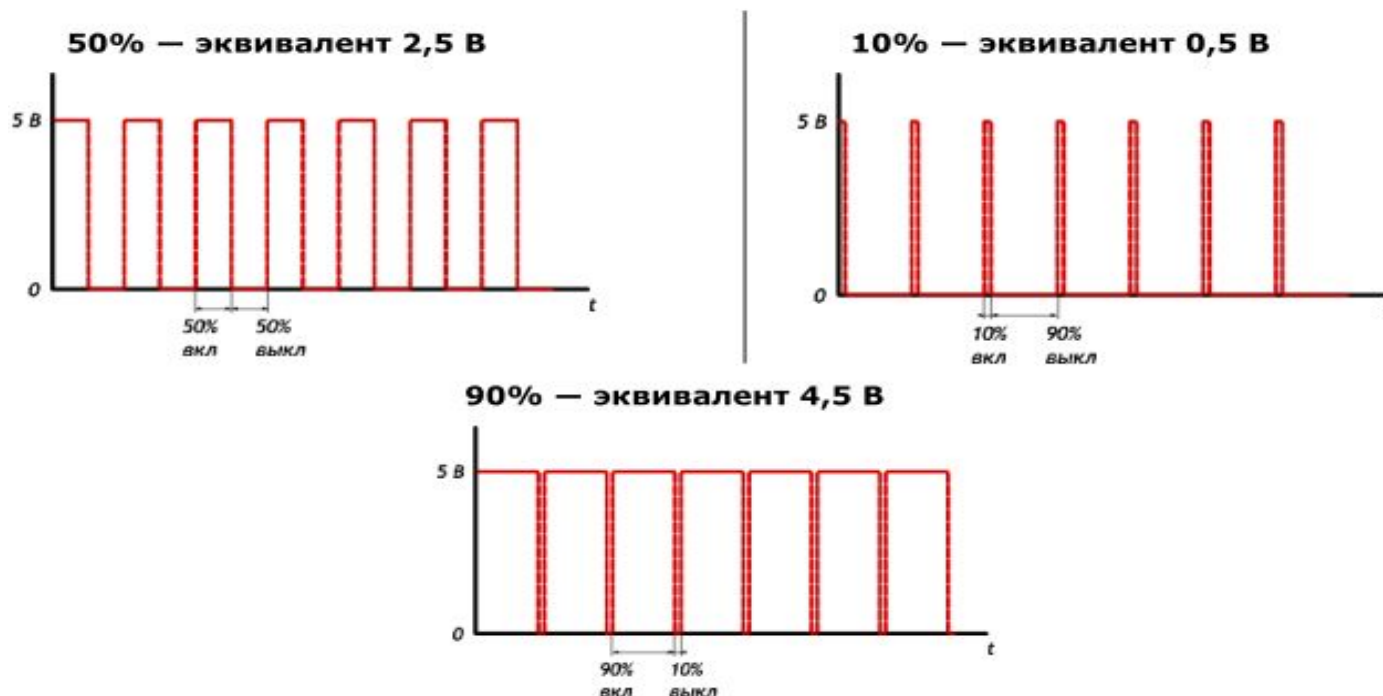 50% — эквивалент 2,5 В
5 В
0
t
50%
вкл
50%
выкл
10% — эквивалент 0,5 В
5 В
0
10%
вкл
90%
выкл
90% — эквивалент 4,5 В
5 В
0
t
90%
вкл
10%
выкл